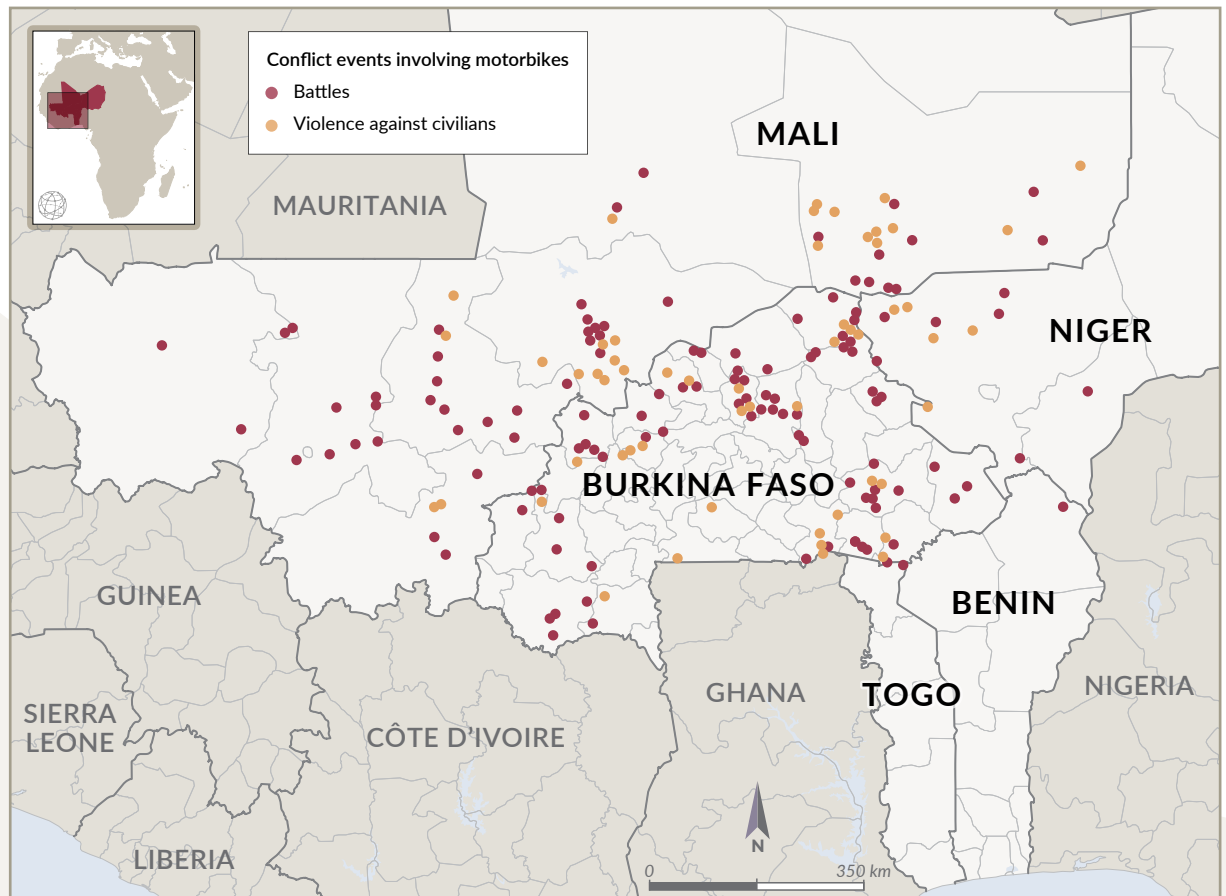 Conflict events involving motorbikes
Battles
Violence against civilians
MALI
MAURITANIA
NIGER
BURKINA FASO
GUINEA
BENIN
SIERRA
LEONE
CÔTE D'IVOIRE
GHANA
TOGO
NIGERIA
LIBERIA
N
0
350 km